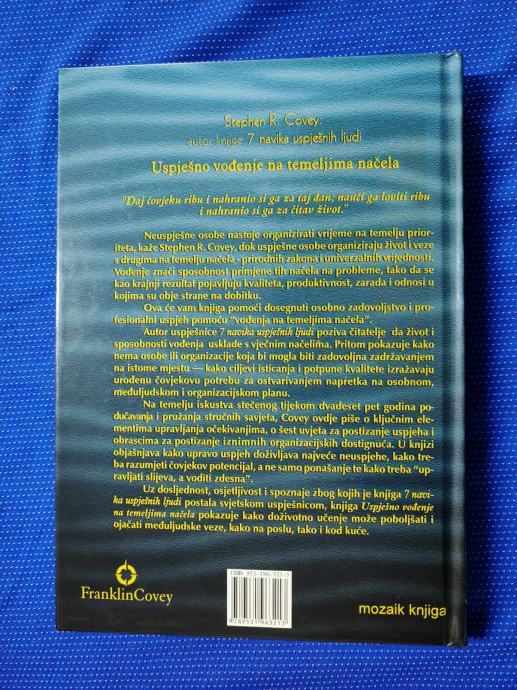 Stephen R. Covey:
autor knjige 7 navika uspješnih ljudi
Uspješno vođenje na temeljima načela
"Daj čovjeku ribu i nahranio si ga za taj dan; nauči ga loviti ribu
i nahranio si ga za čitav život."
Neuspješne osobe nastoje organizirati vrijeme na temelju prior-
iteta, kaže Stephen R. Covey, dok uspješne osobe organiziraju život i veze
s drugima na temelju načela - prirodnih zakona i univerzalnih vrijednosti.
Vođenje znači sposobnost primjene tih načela na probleme, tako da se
kao krajnji rezultat pojavljuju kvaliteta, produktivnost, zarada i odnosi u
kojima su obje strane na dobitku.
Ova će vam knjiga pomoći dosegnuti osobno zadovoljstvo i pro-
fesionalni uspjeh pomoću "vođenja na temeljima načela".
Autor uspješnice 7 navika uspješnih ljudi poziva čitatelje da život i
sposobnosti vođenja usklade s vječnim načelima. Pritom pokazuje kako
nema osobe ili organizacije koja bi mogla biti zadovoljna zadržavanjem
na istome mjestu — kako ciljevi isticanja i potpune kvalitete izražavaju
urođenu čovjekovu potrebu za ostvarivanjem napretka na osobnom,
međuljudskom i organizacijskom planu.
Na temelju iskustva stečenog tijekom dvadeset pet godina po-
dučavanja i pružanja stručnih savjeta, Covey ovdje piše o ključnim ele-
mentima upravljanja očekivanjima, o šest uvjeta za postizanje uspjeha i
obrascima za postizanje iznimnih organizacijskih dostignuća. U knjizi
objašnjava kako upravo uspjeh doživljava najveće neuspjehe, kako tre-
ba razumjeti čovjekov potencijal, a ne samo ponašanje te kako treba "up-
ravljati slijeva, a voditi zdesna".
Uz dosljednost, osjetljivost i spoznaje zbog kojih je knjiga 7 navi-
ka uspješnih ljudi postala svjetskom uspješnicom, knjiga Uspješno vođenje
na temeljima načela pokazuje kako doživotno učenje može poboljšati i
ojačati međuljudske veze, kako na poslu, tako i kod kuće.
FranklinCovey
ISBN 953-196-321-5
9789531963213
mozaik knjiga